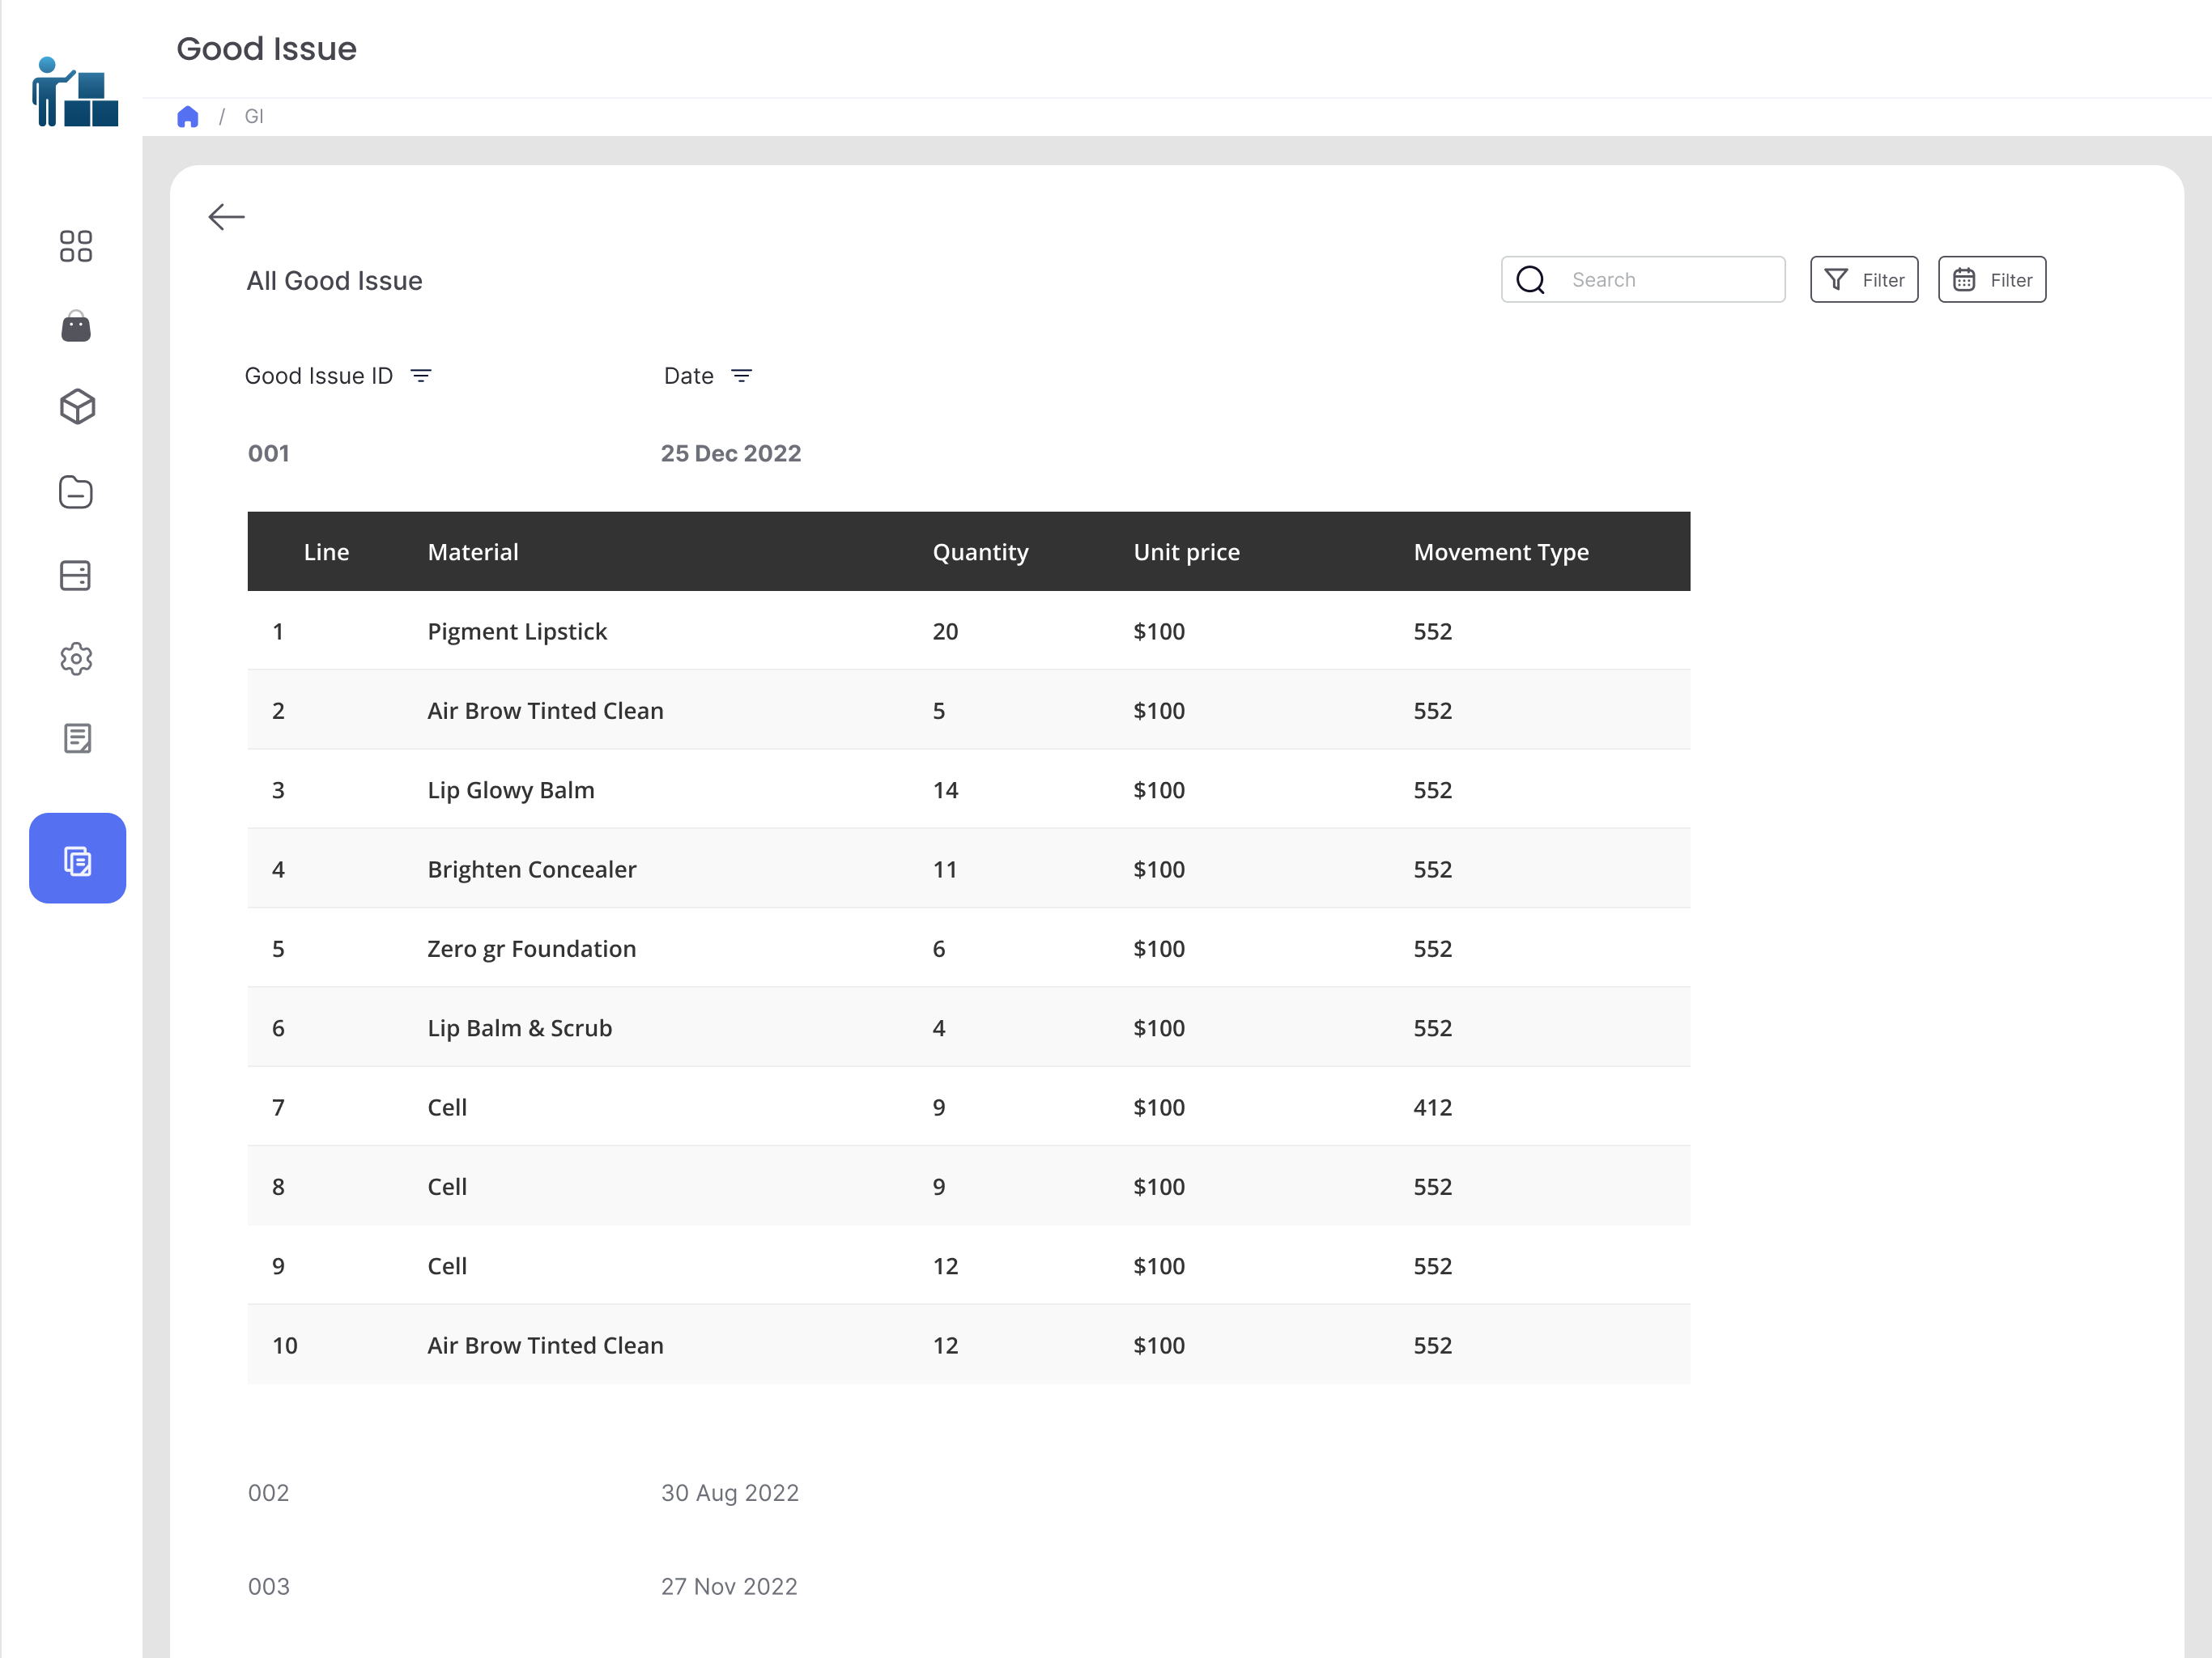 Good Issue
/ GI
All Good Issue
Search
Filter
Filter
Good Issue ID
Date
001 25 Dec 2022
Line Material Quantity Unit price Movement Type
1 Pigment Lipstick 20 $100 552
2 Air Brow Tinted Clean 5 $100 552
3 Lip Glowy Balm 14 $100 552
4 Brighten Concealer 11 $100 552
5 Zero gr Foundation 6 $100 552
6 Lip Balm & Scrub 4 $100 552
7 Cell 9 $100 412
8 Cell 9 $100 552
9 Cell 12 $100 552
10 Air Brow Tinted Clean 12 $100 552
002 30 Aug 2022
003 27 Nov 2022